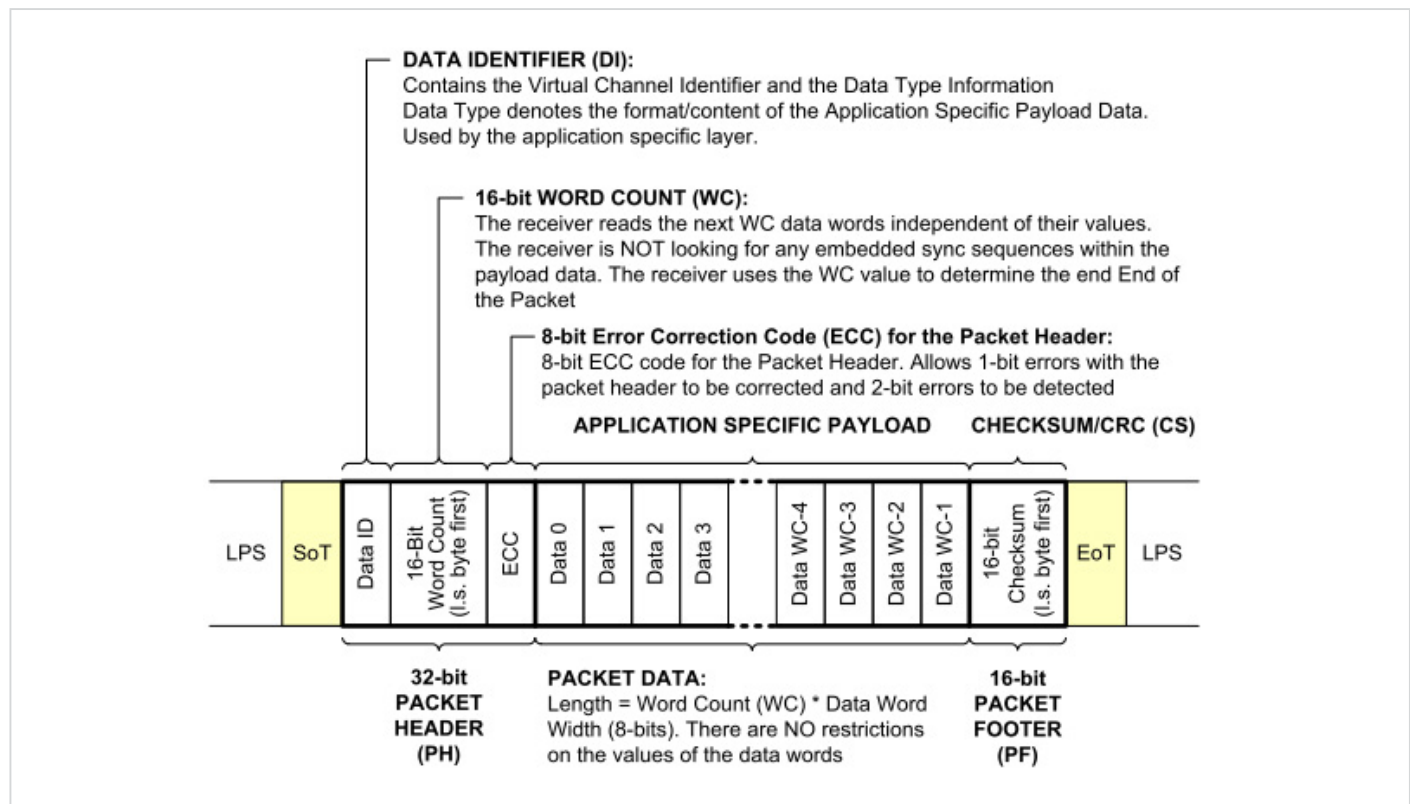 DATA IDENTIFIER (DI):
Contains the Virtual Channel Identifier and the Data Type Information
Data Type denotes the format/content of the Application Specific Payload Data.
Used by the application specific layer.
16-bit WORD COUNT (WC):
The receiver reads the next WC data words independent of their values.
The receiver is NOT looking for any embedded sync sequences within the
payload data. The receiver uses the WC value to determine the end End of
the Packet
8-bit Error Correction Code (ECC) for the Packet Header:
8-bit ECC code for the Packet Header. Allows 1-bit errors with the
packet header to be corrected and 2-bit errors to be detected
APPLICATION SPECIFIC PAYLOAD
CHECKSUM/CRC (CS)
LPS
SoT
Data ID
16-Bit
Word Count
(l.s. byte first)
ECC
Data 0
Data 1
Data 2
Data 3
Data WC-4
Data WC-3
Data WC-2
Data WC-1
16-bit
Checksum
(l.s. byte first)
EoT
LPS
32-bit
PACKET
HEADER
(PH)
PACKET DATA:
Length = Word Count (WC) * Data Word
Width (8-bits). There are NO restrictions
on the values of the data words
16-bit
PACKET
FOOTER
(PF)